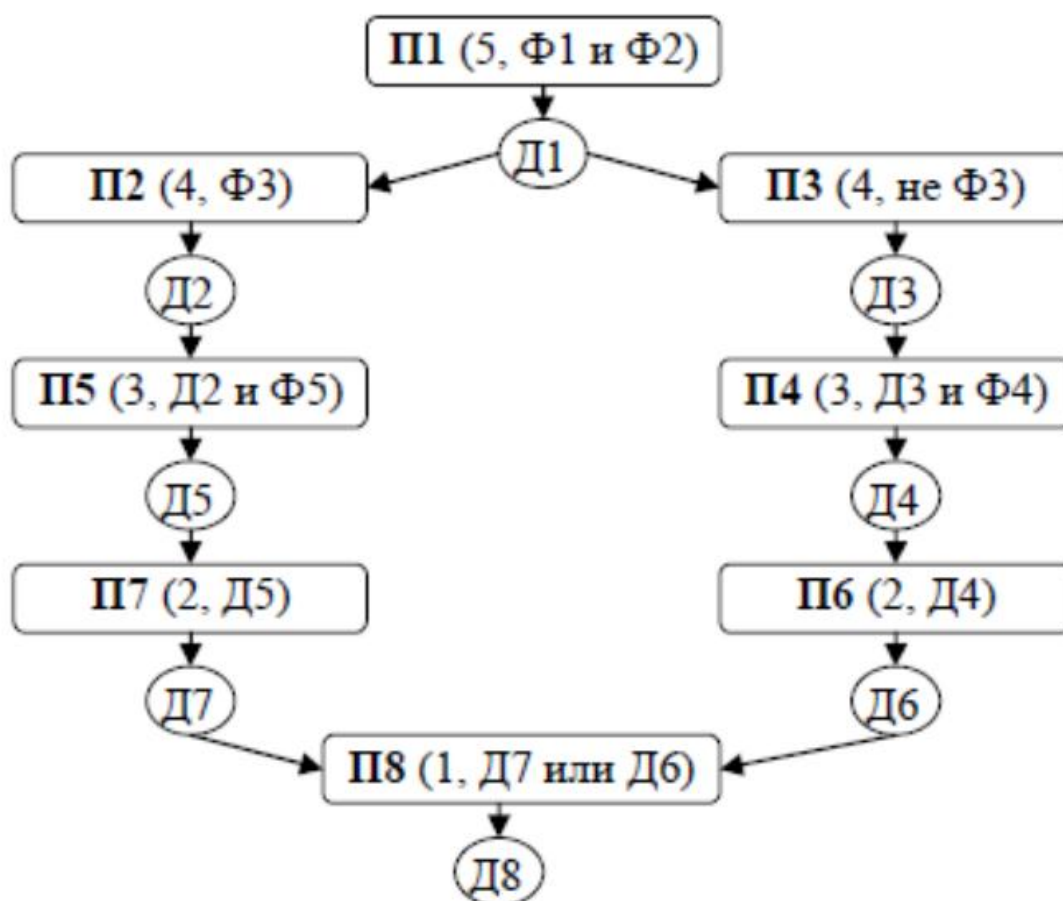 П1 (5, Ф1 и Ф2)
Д1
П2 (4, Ф3)
П3 (4, не Ф3)
Д2
Д3
П5 (3, Д2 и Ф5)
П4 (3, Д3 и Ф4)
Д5
Д4
П7 (2, Д5)
П6 (2, Д4)
Д7
Д6
П8 (1, Д7 или Д6)
Д8